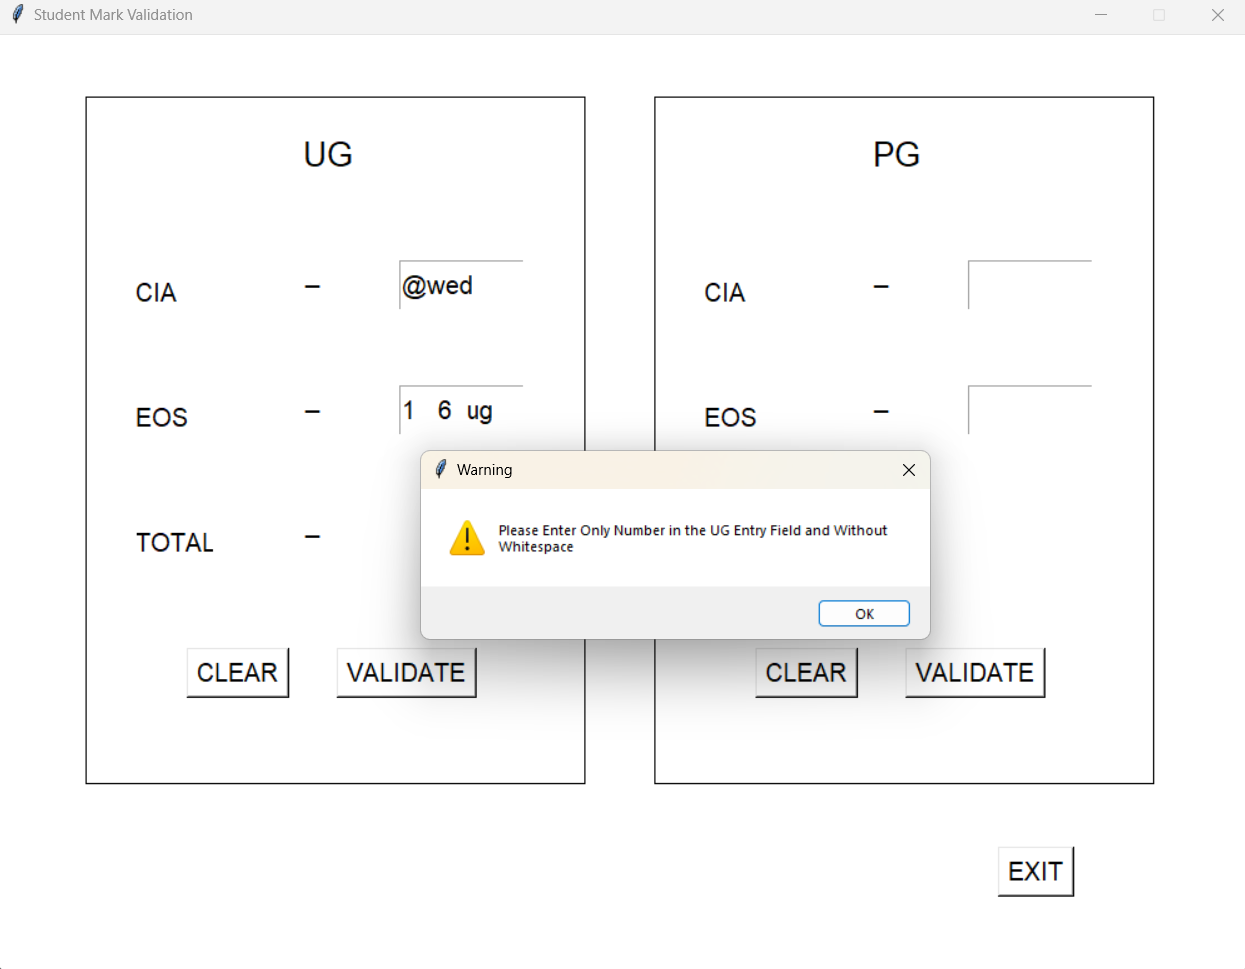 Student Mark Validation
UG
CIA – @wed
EOS – 1   6  ug
TOTAL –
CLEAR VALIDATE
PG
CIA –
EOS –
CLEAR VALIDATE
Warning
Please Enter Only Number in the UG Entry Field and Without
Whitespace
OK
EXIT